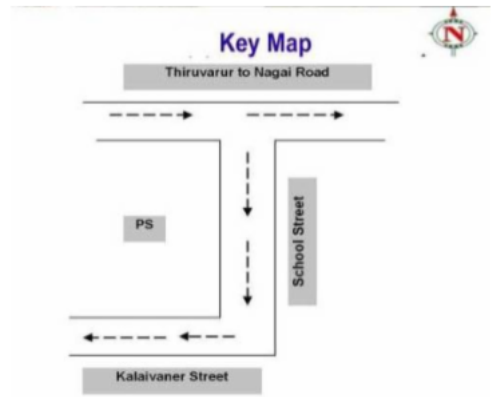 Key Map
N
Thiruvarur to Nagai Road
PS
School Street
Kalaivaner Street